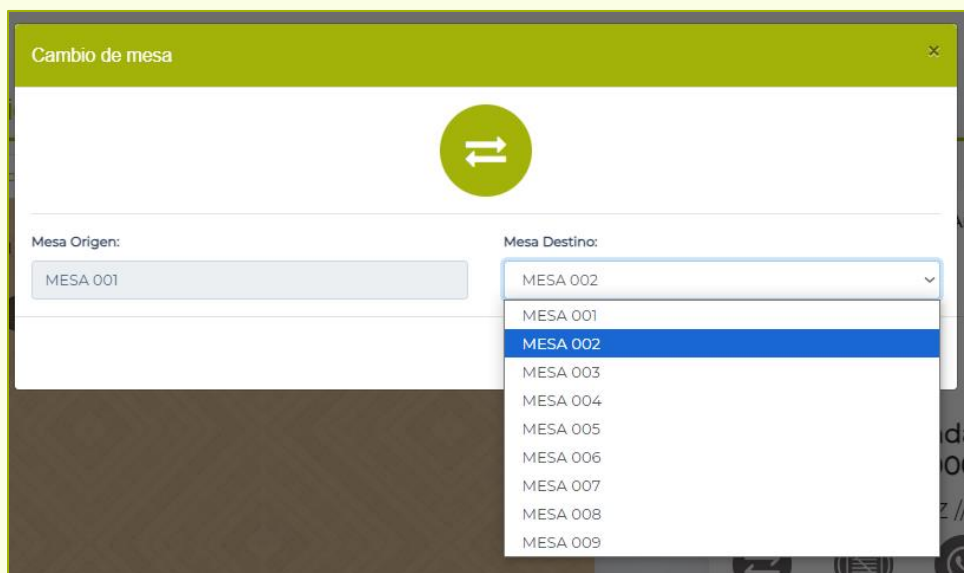 Cambio de mesa
×
Mesa Origen:
Mesa Destino:
MESA 001
MESA 002
MESA 001
MESA 002
MESA 003
MESA 004
MESA 005
MESA 006
MESA 007
MESA 008
MESA 009